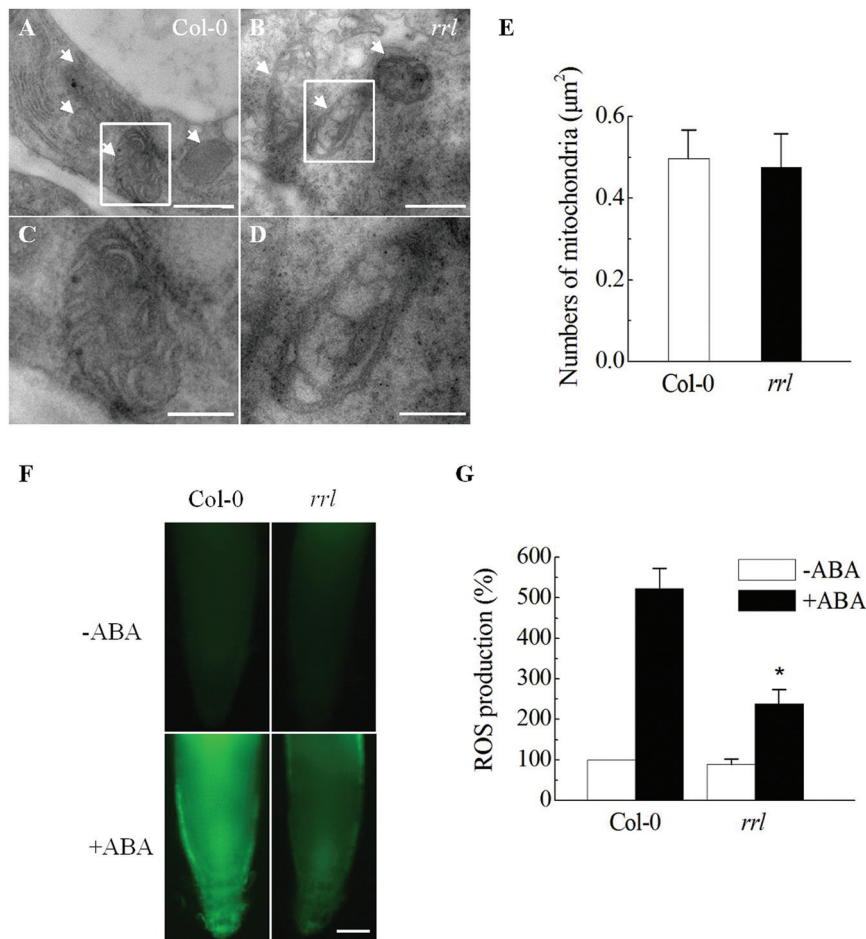 A
Col-0
B
rrl
C
D
E
Numbers of mitochondria (μm²)
0.6
0.4
0.2
0.0
Col-0
rrl
F
Col-0
rrl
-ABA
+ABA
G
ROS production (%)
600
500
400
300
200
100
0
-ABA
+ABA
*
Col-0
rrl